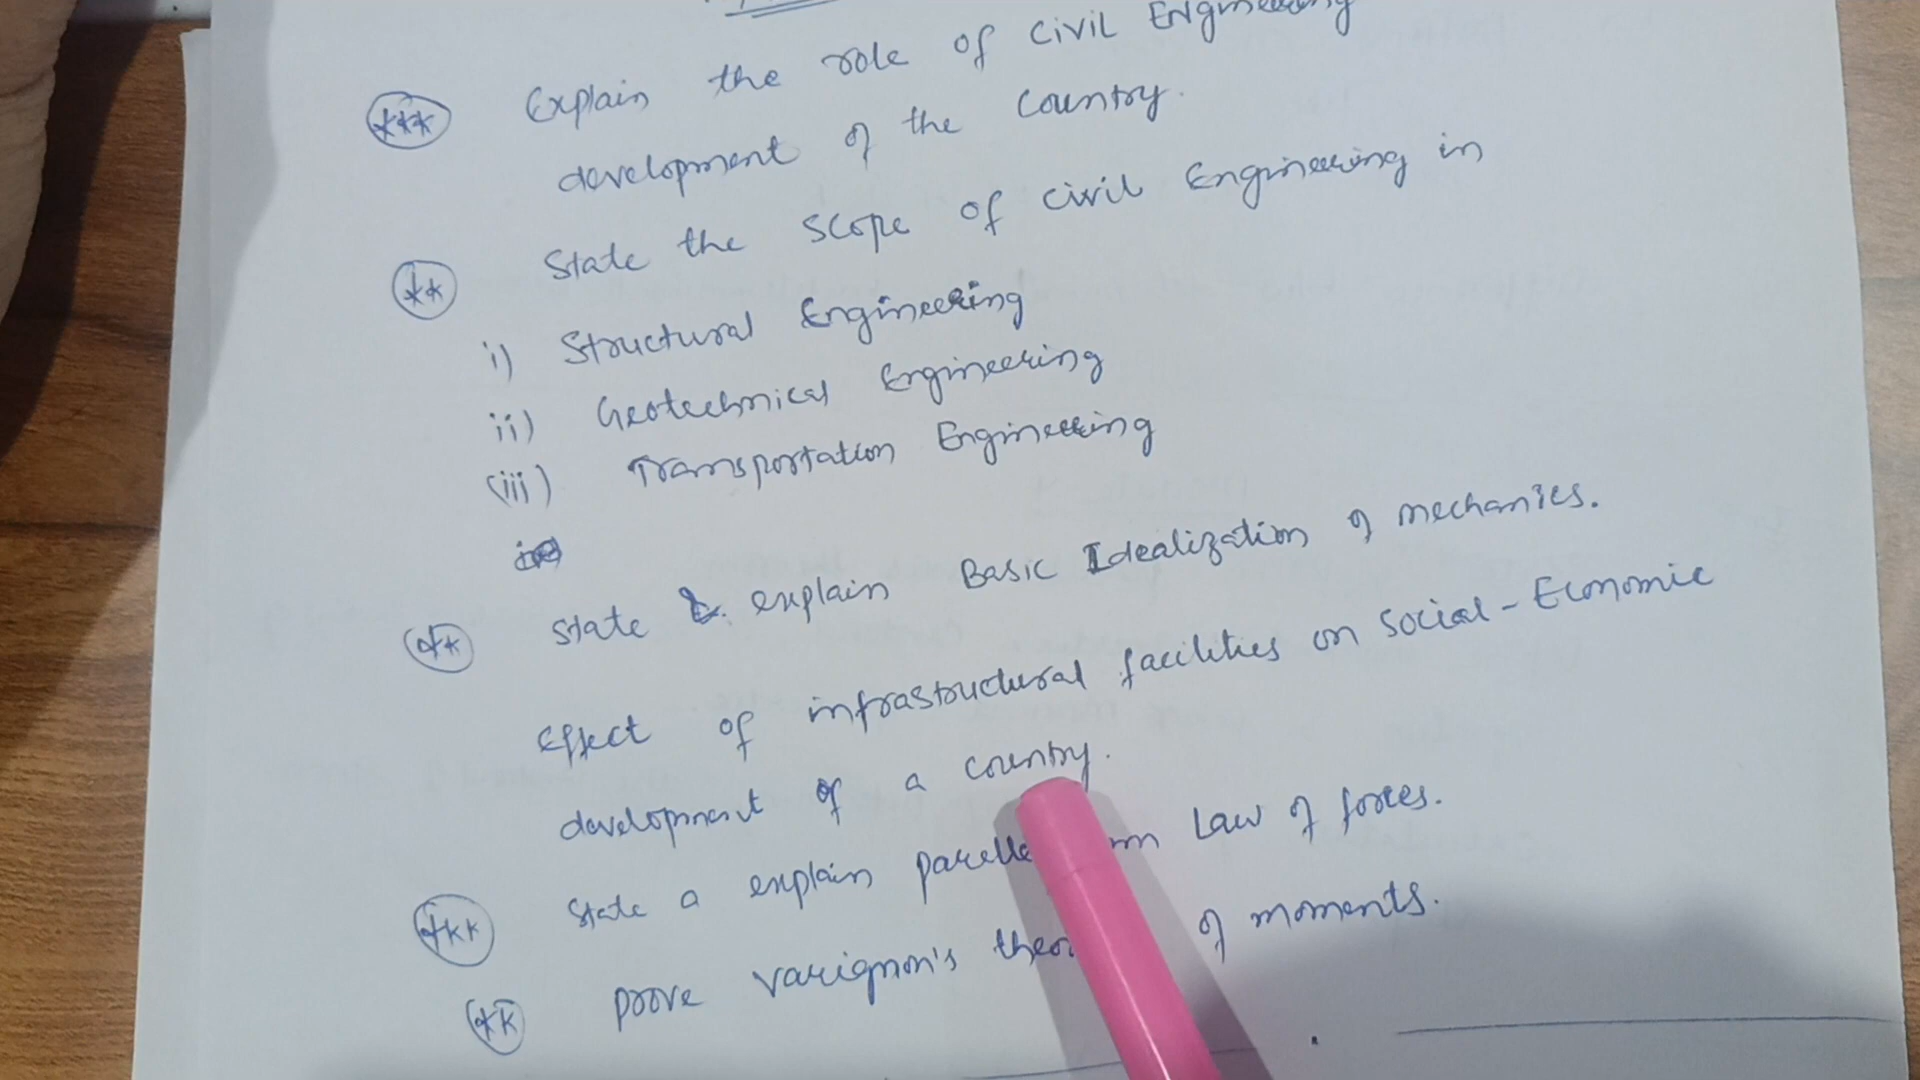 *** Explain the role of civil Engineering
development of the country.
** State the scope of civil Engineering in
i) Structural Engineering
ii) Geotechnical Engineering
(iii) Transportation Engineering
** state & explain Basic Idealization of mechanics.
Effect of infrastructural facilities on social-Economic
development of a country.
*** State a explain Law of forces.
** prove varignon's of moments.